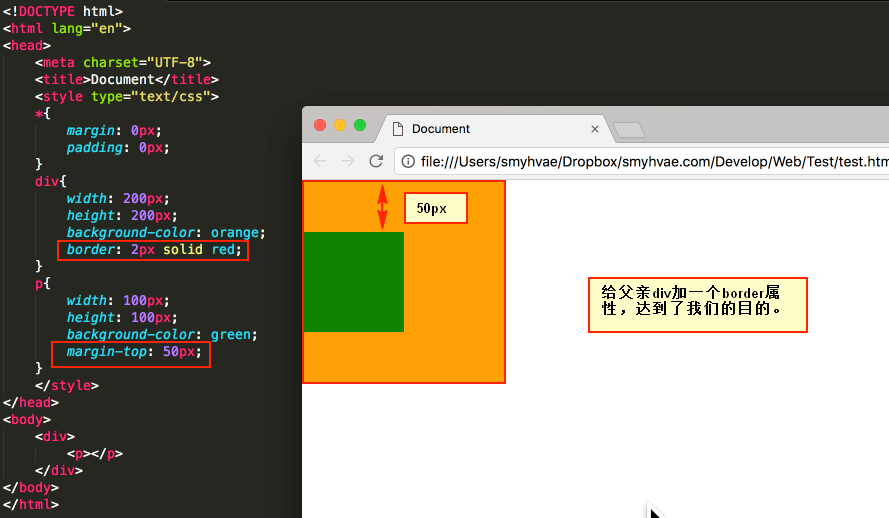 <!DOCTYPE html>
<html lang="en">
<head>
    <meta charset="UTF-8">
    <title>Document</title>
    <style type="text/css">
    *{
        margin: 0px;
        padding: 0px;
    }
    div{
        width: 200px;
        height: 200px;
        background-color: orange;
        border: 2px solid red;
    }
    p{
        width: 100px;
        height: 100px;
        background-color: green;
        margin-top: 50px;
    }
    </style>
</head>
<body>
    <div>
        <p></p>
    </div>
</body>
</html>
Document
file:///Users/smyhvae/Dropbox/smyhvae.com/Develop/Web/Test/test.htm
50px
给父亲div加一个border属
性，达到了我们的目的。